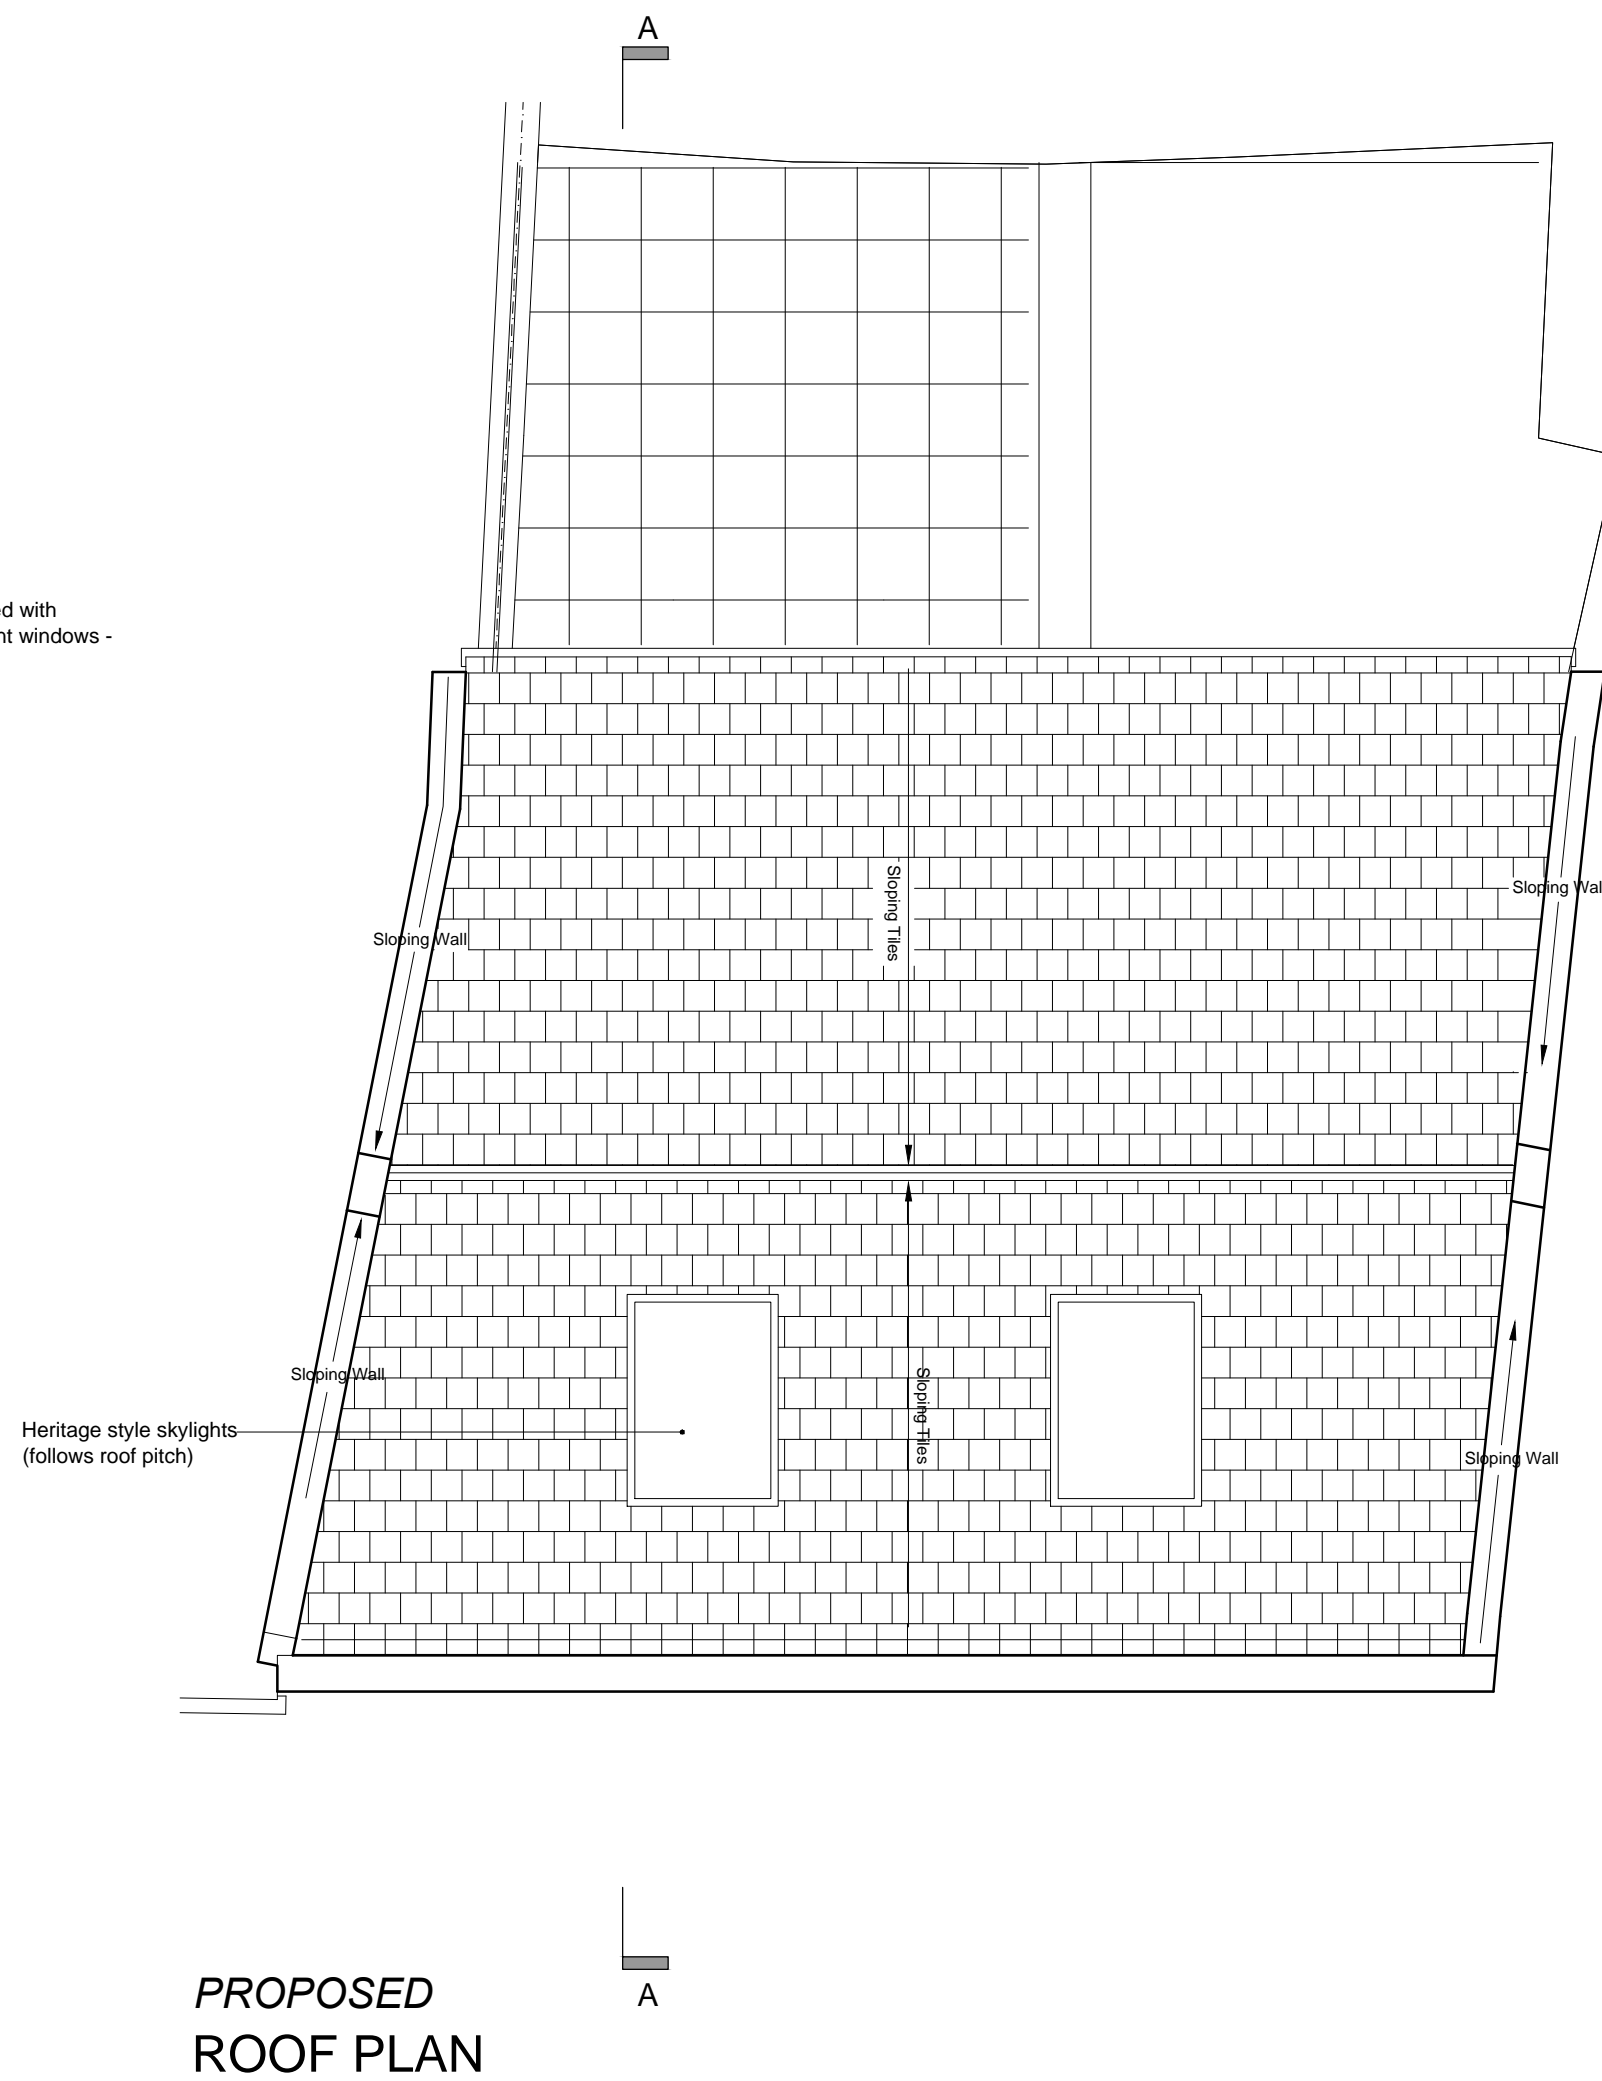 A
ed with
nt windows -
Sloping Tiles
Sloping Wal
Sloping Wall
Sloping Wall
Sloping Tiles
Heritage style skylights
(follows roof pitch)
Sloping Wall
A
PROPOSED
ROOF PLAN